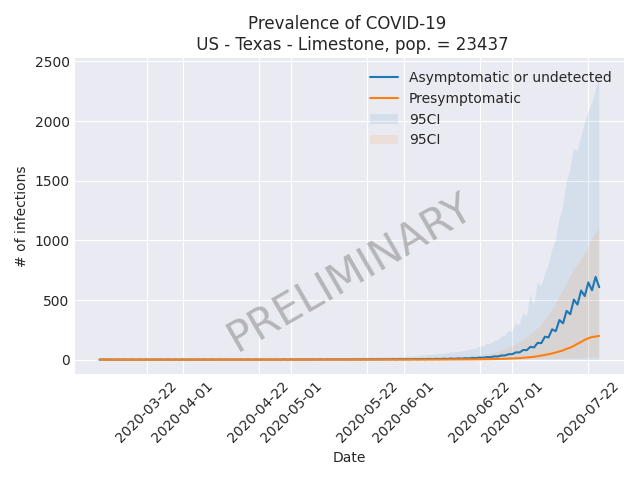 Prevalence of COVID-19
US - Texas - Limestone, pop. = 23437
2500
2000
1500
1000
500
0
# of infections
Asymptomatic or undetected
Presymptomatic
95CI
95CI
PRELIMINARY
2020-03-22
2020-04-01
2020-04-22
2020-05-01
2020-05-22
2020-06-01
2020-06-22
2020-07-01
2020-07-22
Date